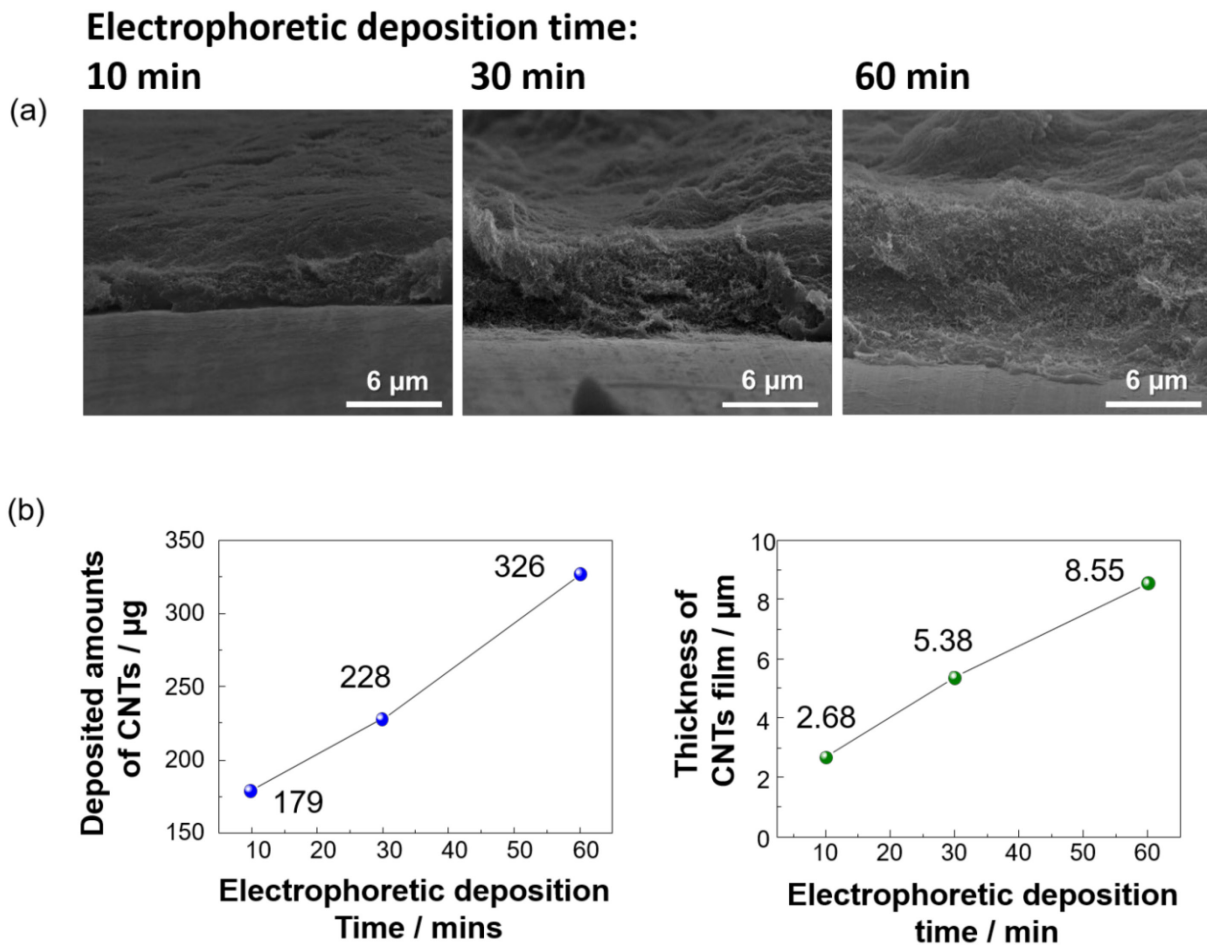 Electrophoretic deposition time:
10 min 30 min 60 min
(a)
6 µm 6 µm 6 µm
(b)
Deposited amounts
of CNTs / µg
350
300
250
200
150
179
228
326
10 20 30 40 50 60
Electrophoretic deposition
Time / mins
Thickness of
CNTs film / µm
10
8
6
4
2
0
2.68
5.38
8.55
10 20 30 40 50 60
Electrophoretic deposition
time / min